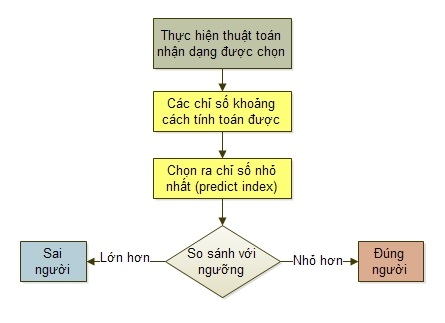 Thực hiện thuật toán
nhận dạng được chọn
Các chỉ số khoảng
cách tính toán được
Chọn ra chỉ số nhỏ
nhất (predict index)
So sánh với
ngưỡng
Lớn hơn
Nhỏ hơn
Sai
người
Đúng
người